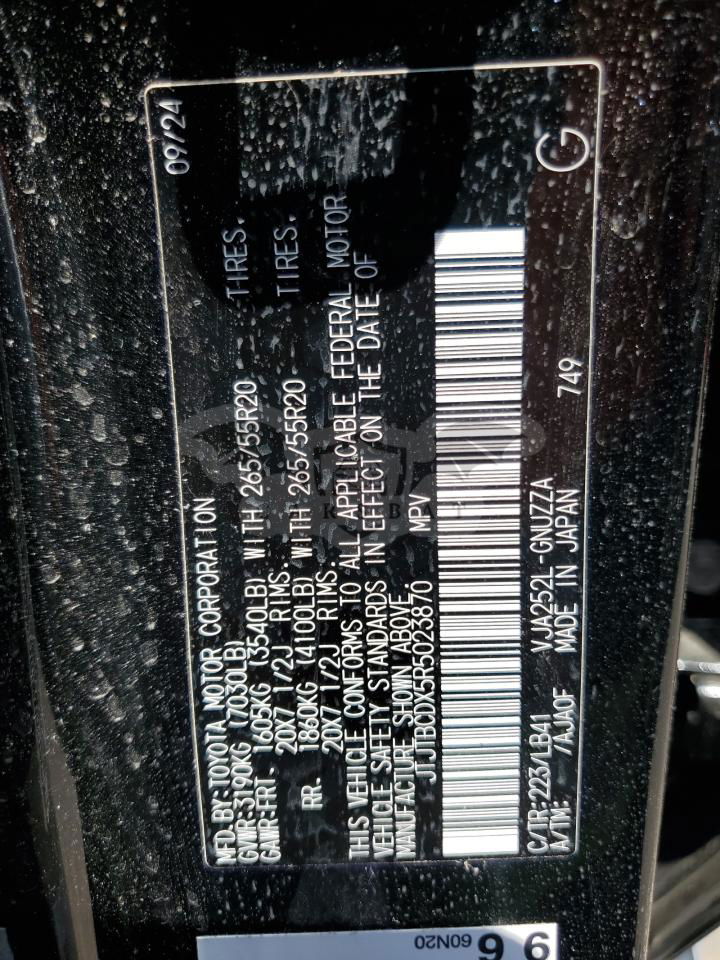 MFD.BY:TOYOTA MOTOR CORPORATION 09/24
GVWR:3190KG (7030LB)
GAWR:FRT. 1605KG (3540LB) WITH 265/55R20 TIRES.
20X7 1/2J RIMS.
RR. 1860KG (4100LB) WITH 265/55R20 TIRES.
20X7 1/2J RIMS.
THIS VEHICLE CONFORMS TO ALL APPLICABLE FEDERAL MOTOR
VEHICLE SAFETY STANDARDS IN EFFECT ON THE DATE OF
MANUFACTURE SHOWN ABOVE.
JTJTBCDX5R5023870 MPV
C/TR:223/LB41 VJA252L-GNUZZA
A/TM: /AJA0F MADE IN JAPAN 749 G
60N20